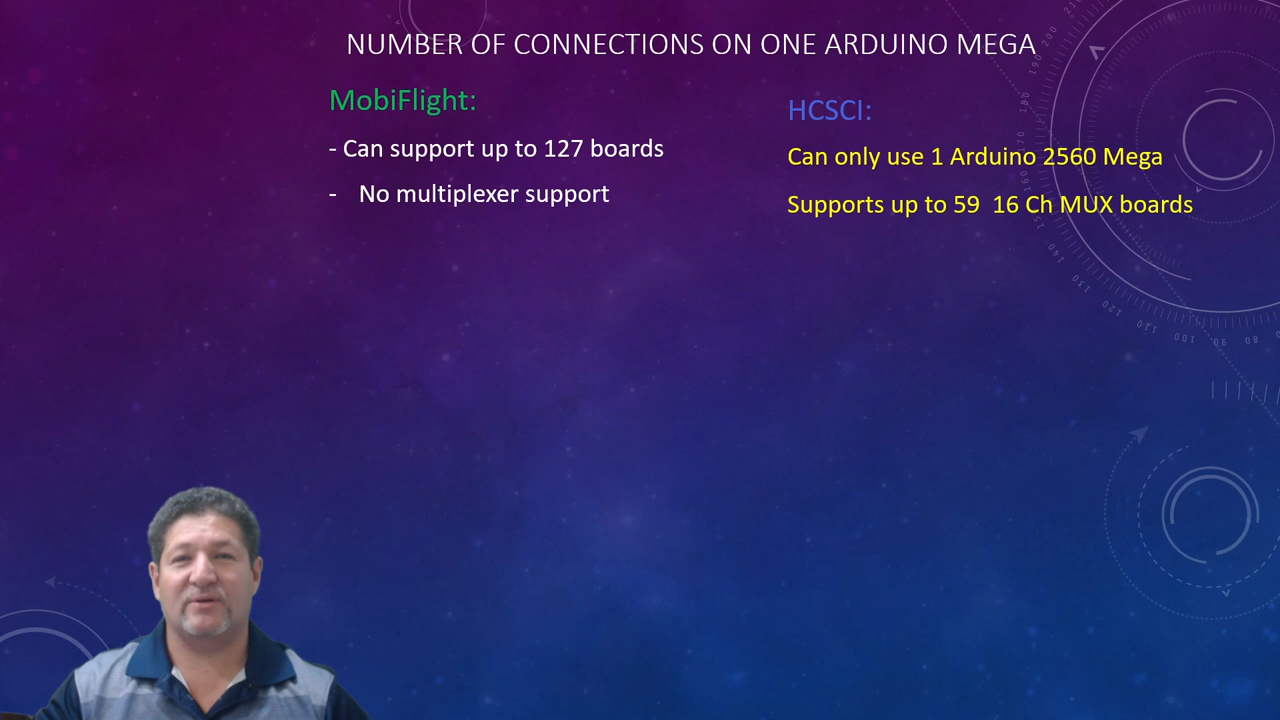 NUMBER OF CONNECTIONS ON ONE ARDUINO MEGA
MobiFlight:
- Can support up to 127 boards
- No multiplexer support
HCSCI:
Can only use 1 Arduino 2560 Mega
Supports up to 59 16 Ch MUX boards